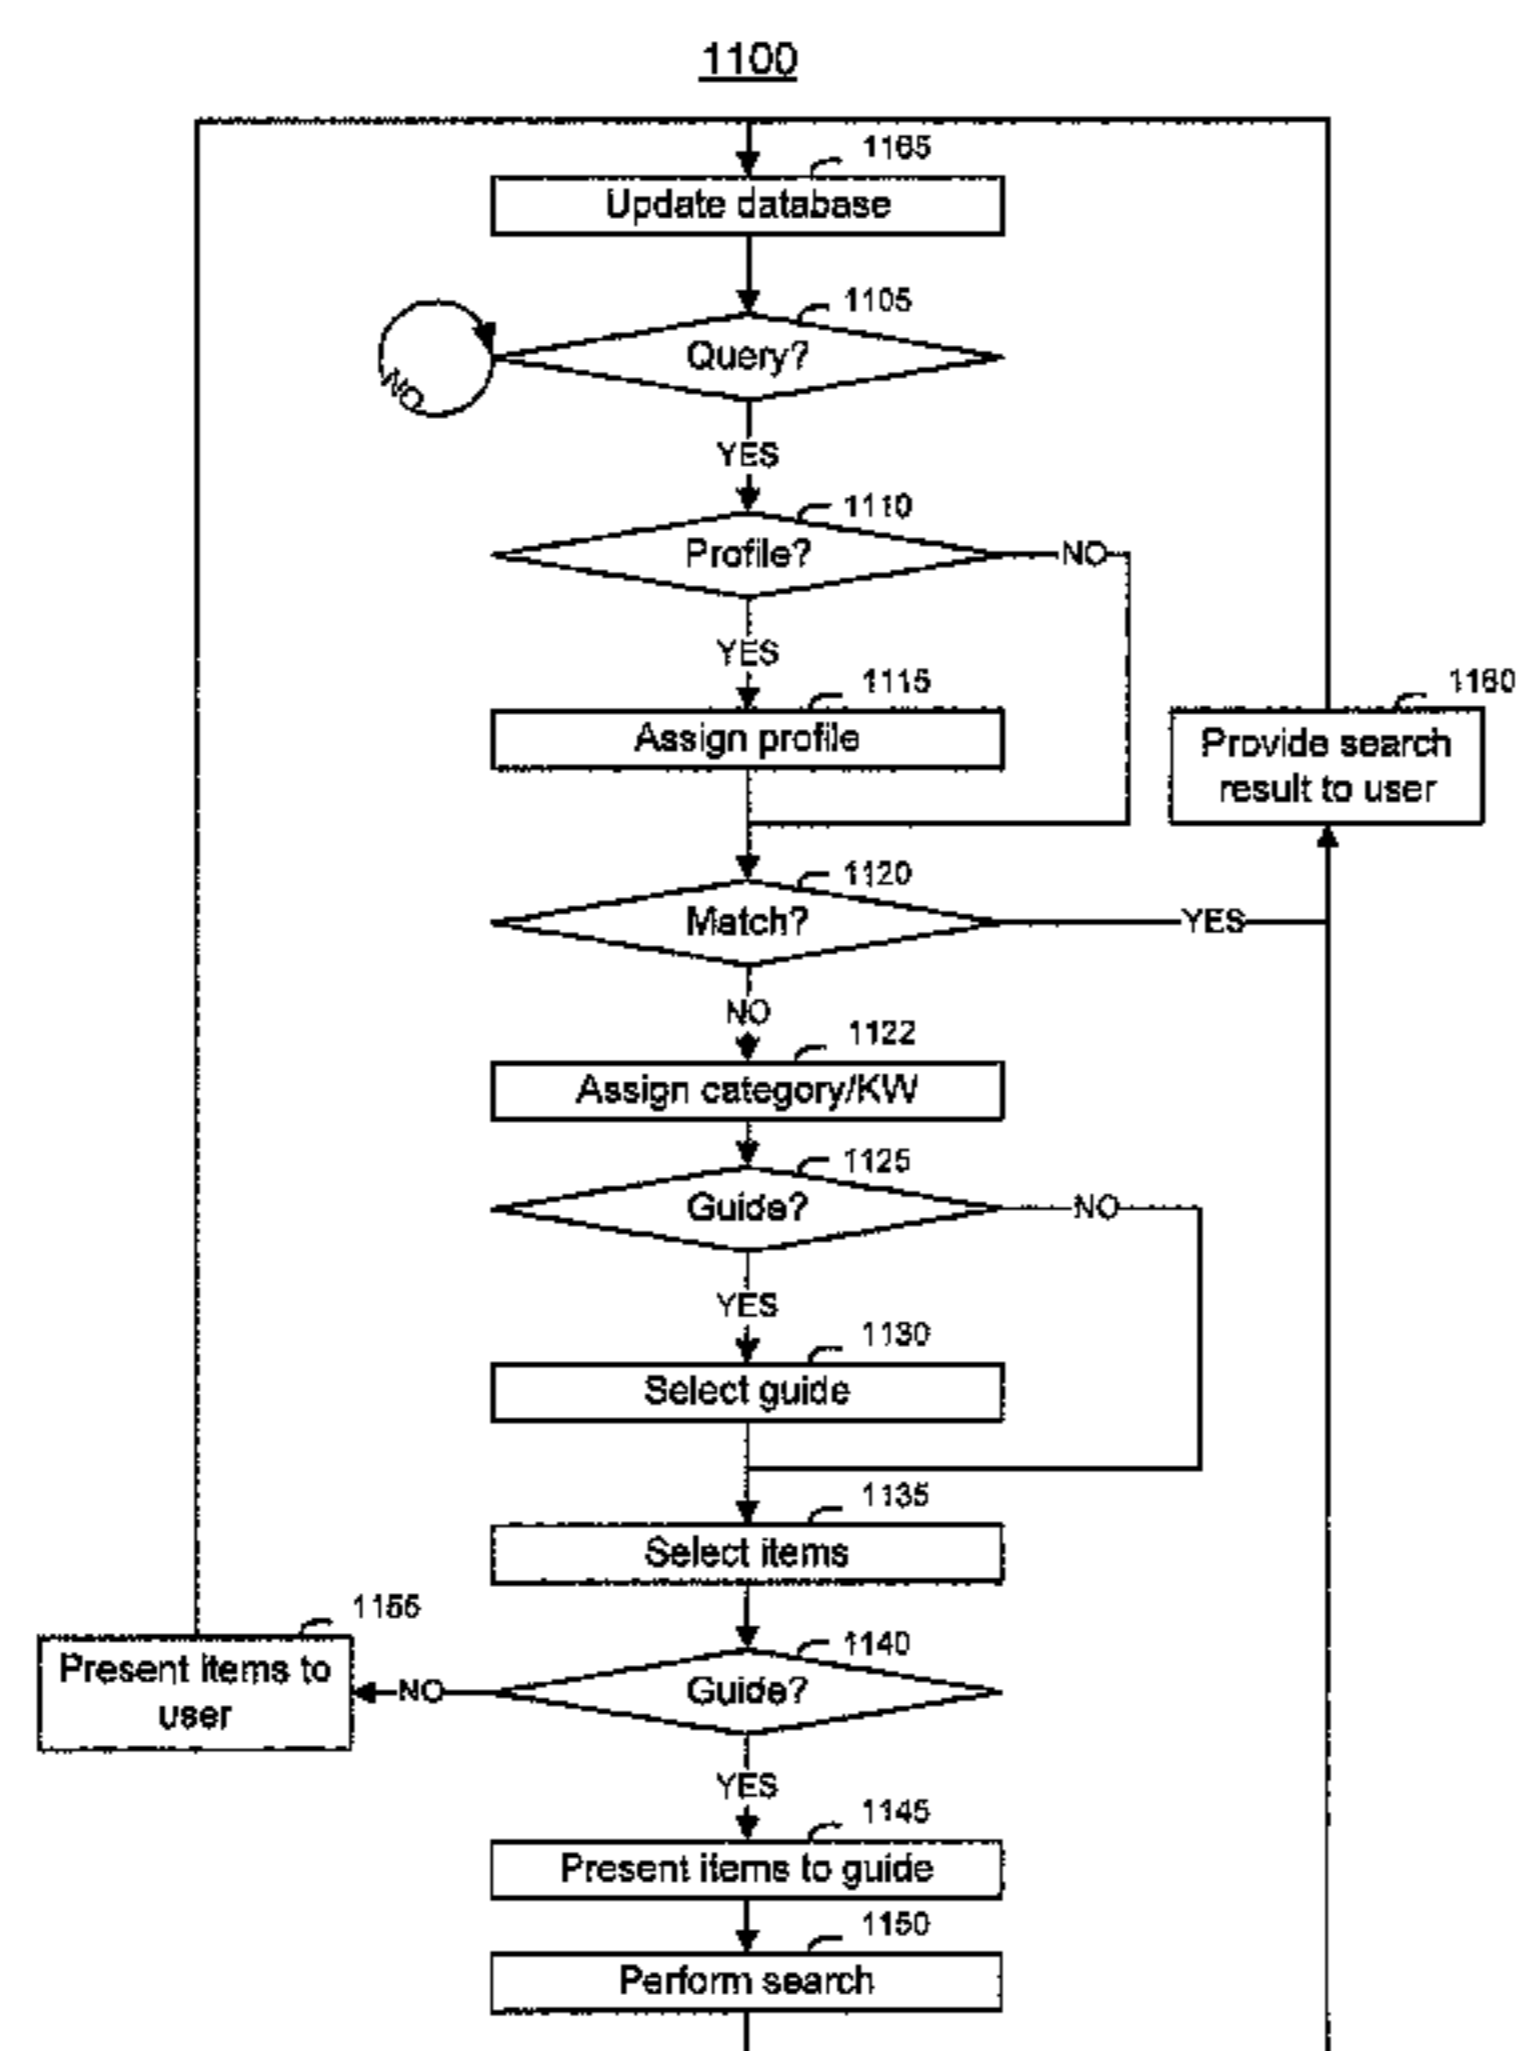 1100
1165
Update database
1105
Query?
NO
YES
1110
Profile?
NO
YES
1115
Assign profile
1160
Provide search
result to user
1120
Match?
YES
NO
1122
Assign category/KW
1125
Guide?
NO
YES
1130
Select guide
1135
Select items
1155
Present items to
user
1140
Guide?
NO
YES
1145
Present items to guide
1150
Perform search